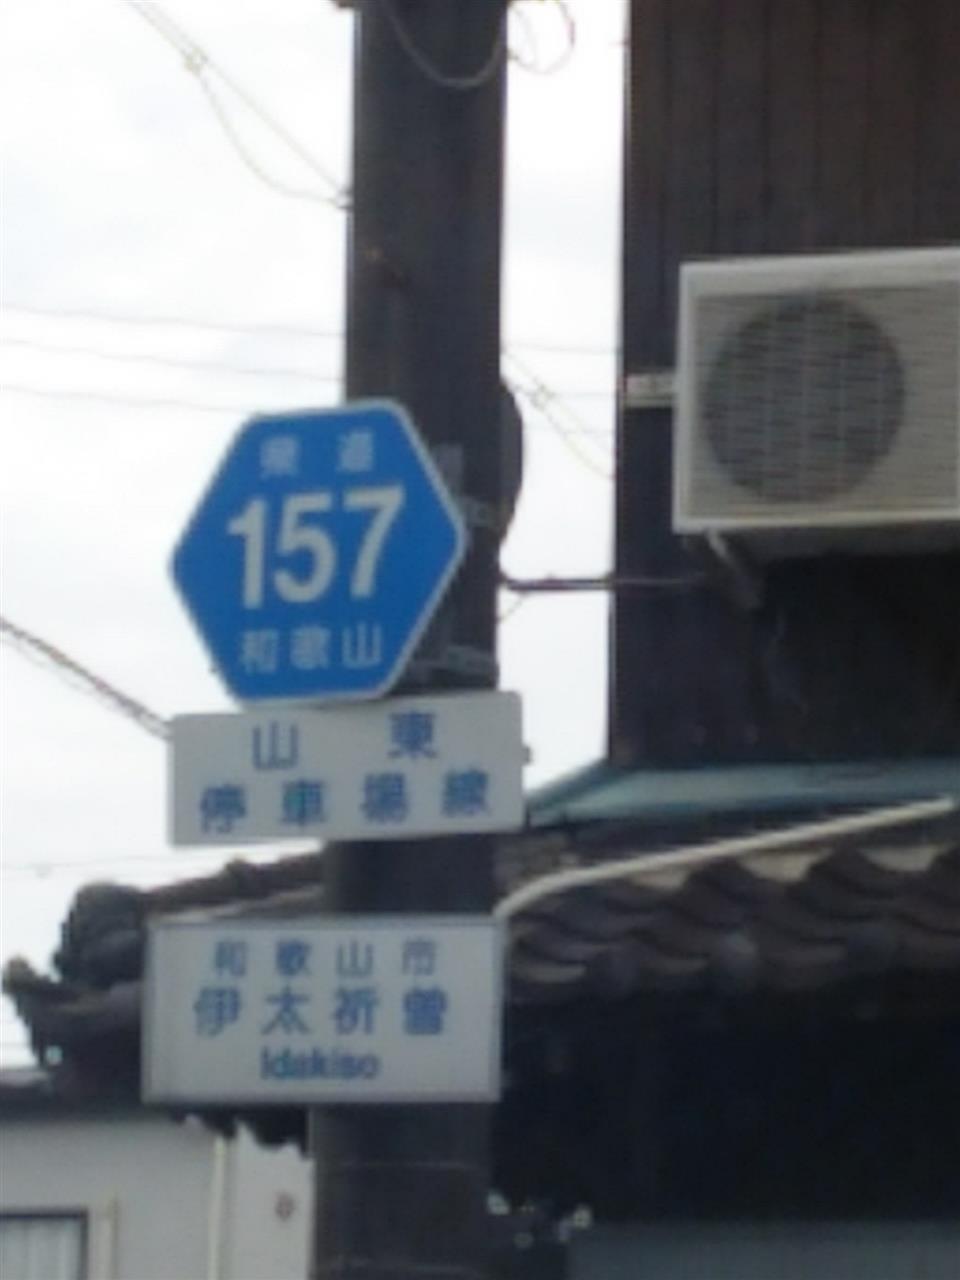 県道
157
和歌山
山東
停車場線
和歌山市
伊太祈曽
Idakiso